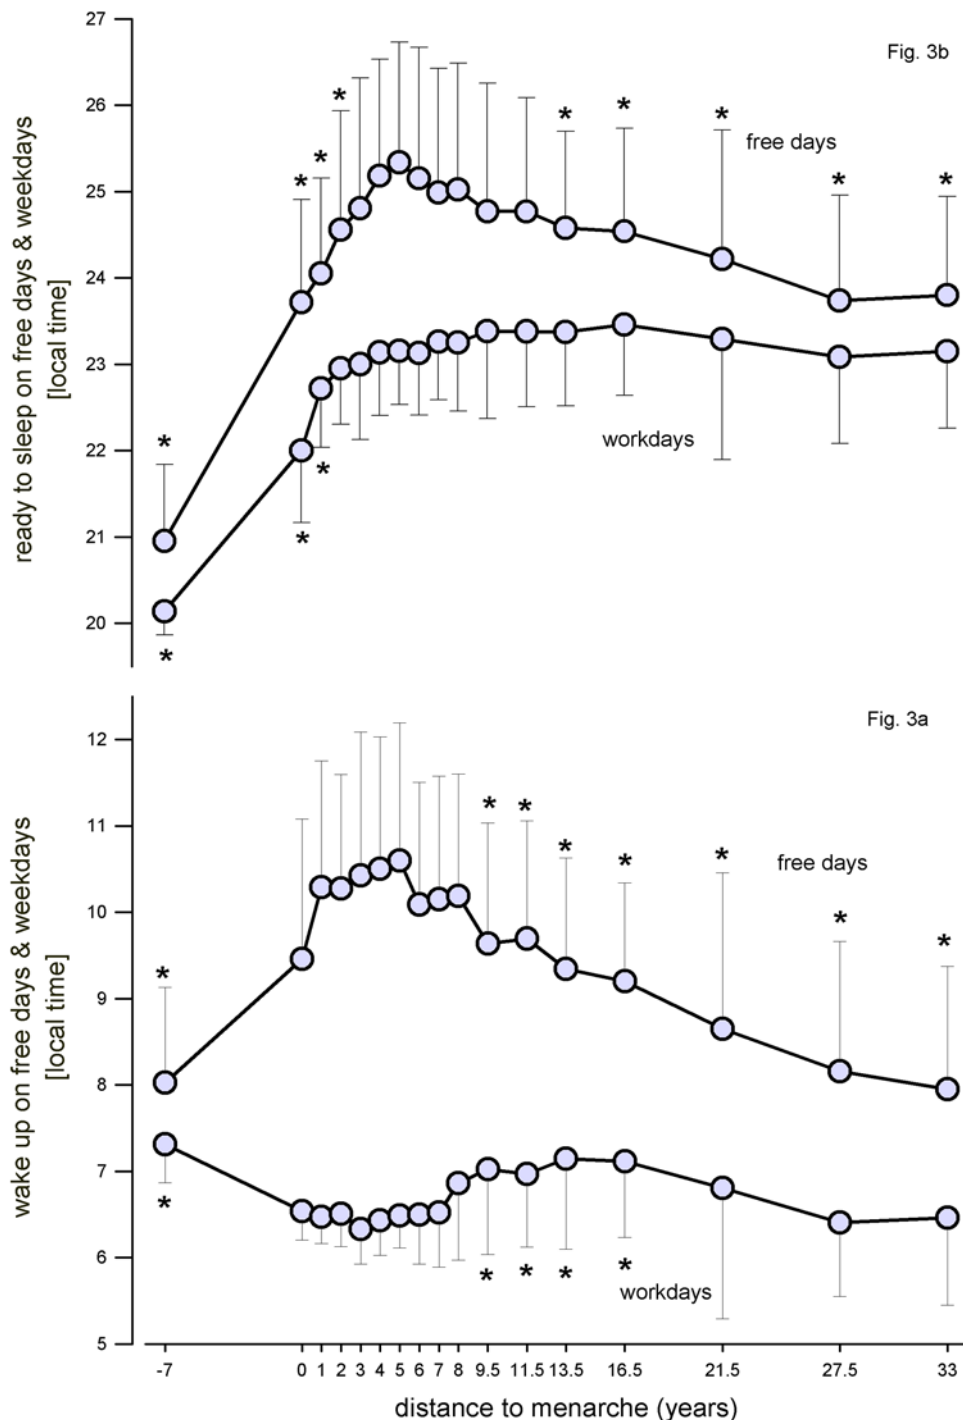 27
Fig. 3b
26
free days
25
24
23
workdays
22
21
20
ready to sleep on free days & weekdays
[local time]
* * * * * * * * *
* * *
12
Fig. 3a
11
free days
10
9
8
7
6
workdays
5
wake up on free days & weekdays
[local time]
* * * * * * * *
* * * * *
-7 0 1 2 3 4 5 6 7 8 9.5 11.5 13.5 16.5 21.5 27.5 33
distance to menarche (years)